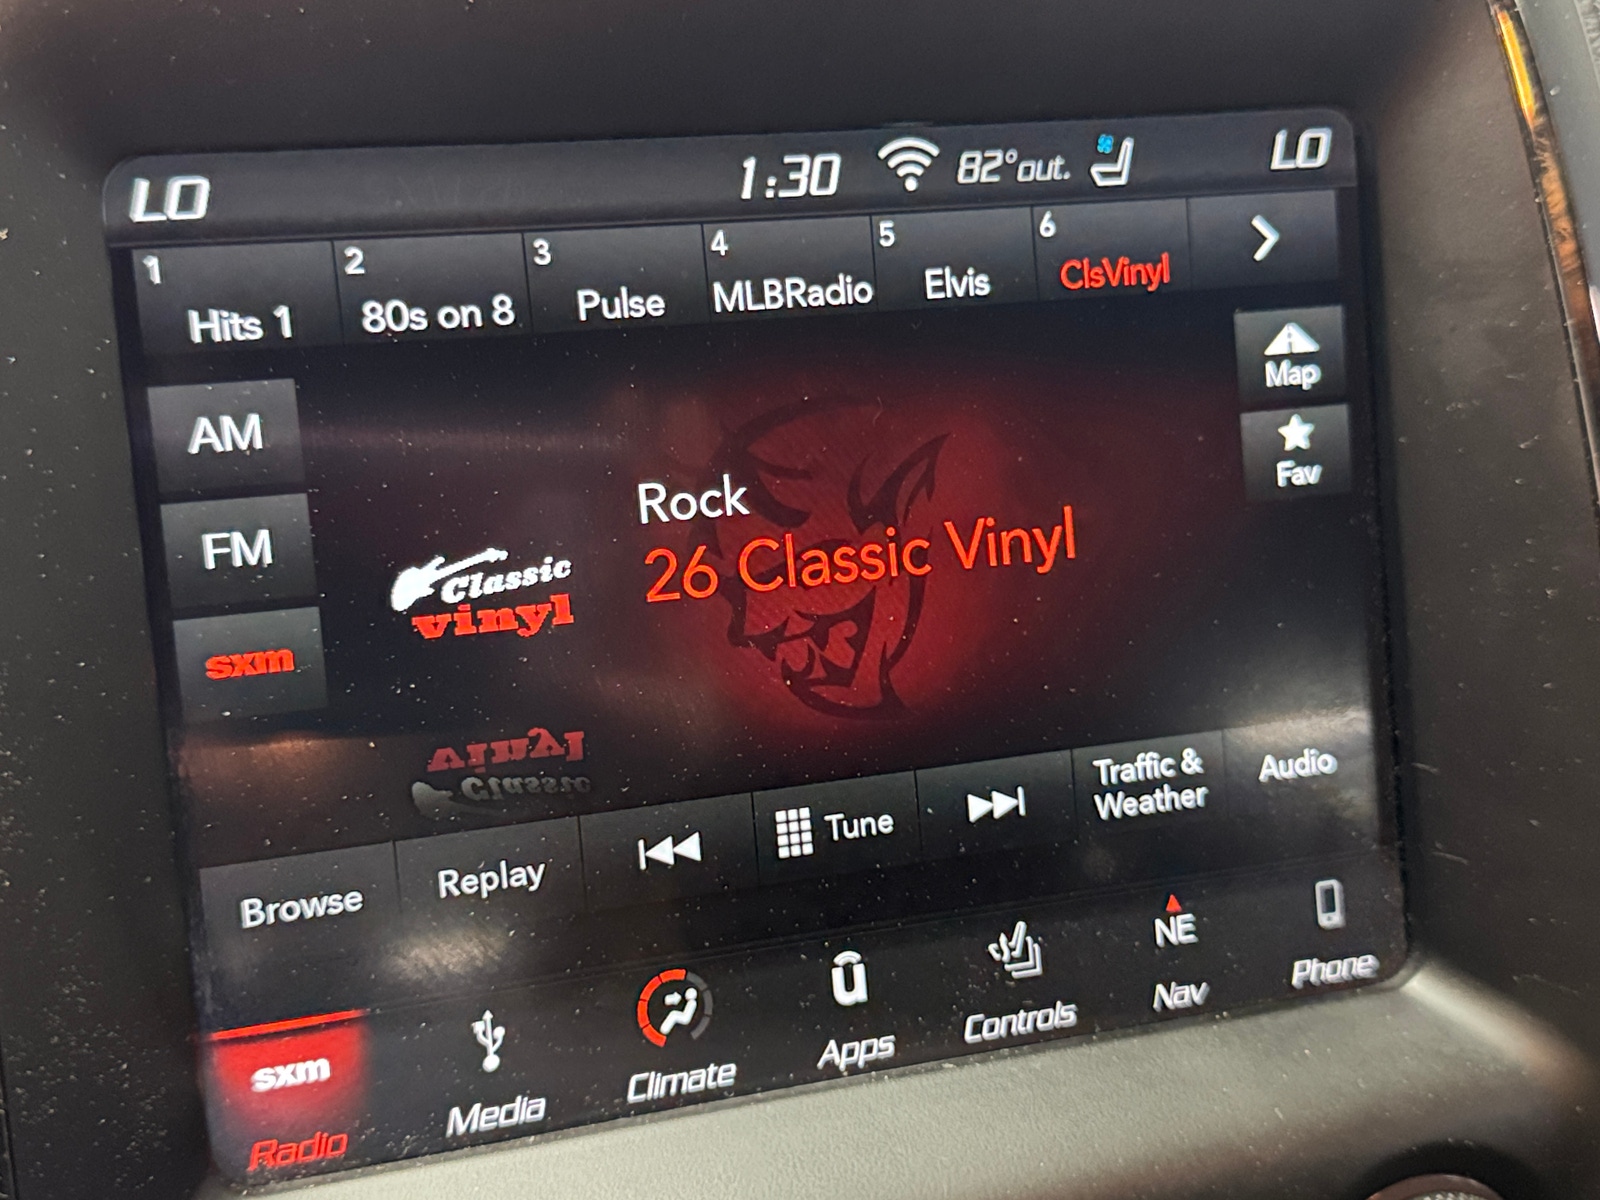 LO
1:30
82°out.
LO
1
Hits 1
2
80s on 8
3
Pulse
4
MLBRadio
5
Elvis
6
ClsVinyl
Map
Fav
AM
FM
sxm
Classic
vinyl
Rock
26 Classic Vinyl
Browse
Replay
Tune
Traffic &
Weather
Audio
sxm
Radio
Media
Climate
u
Apps
Controls
NE
Nav
Phone